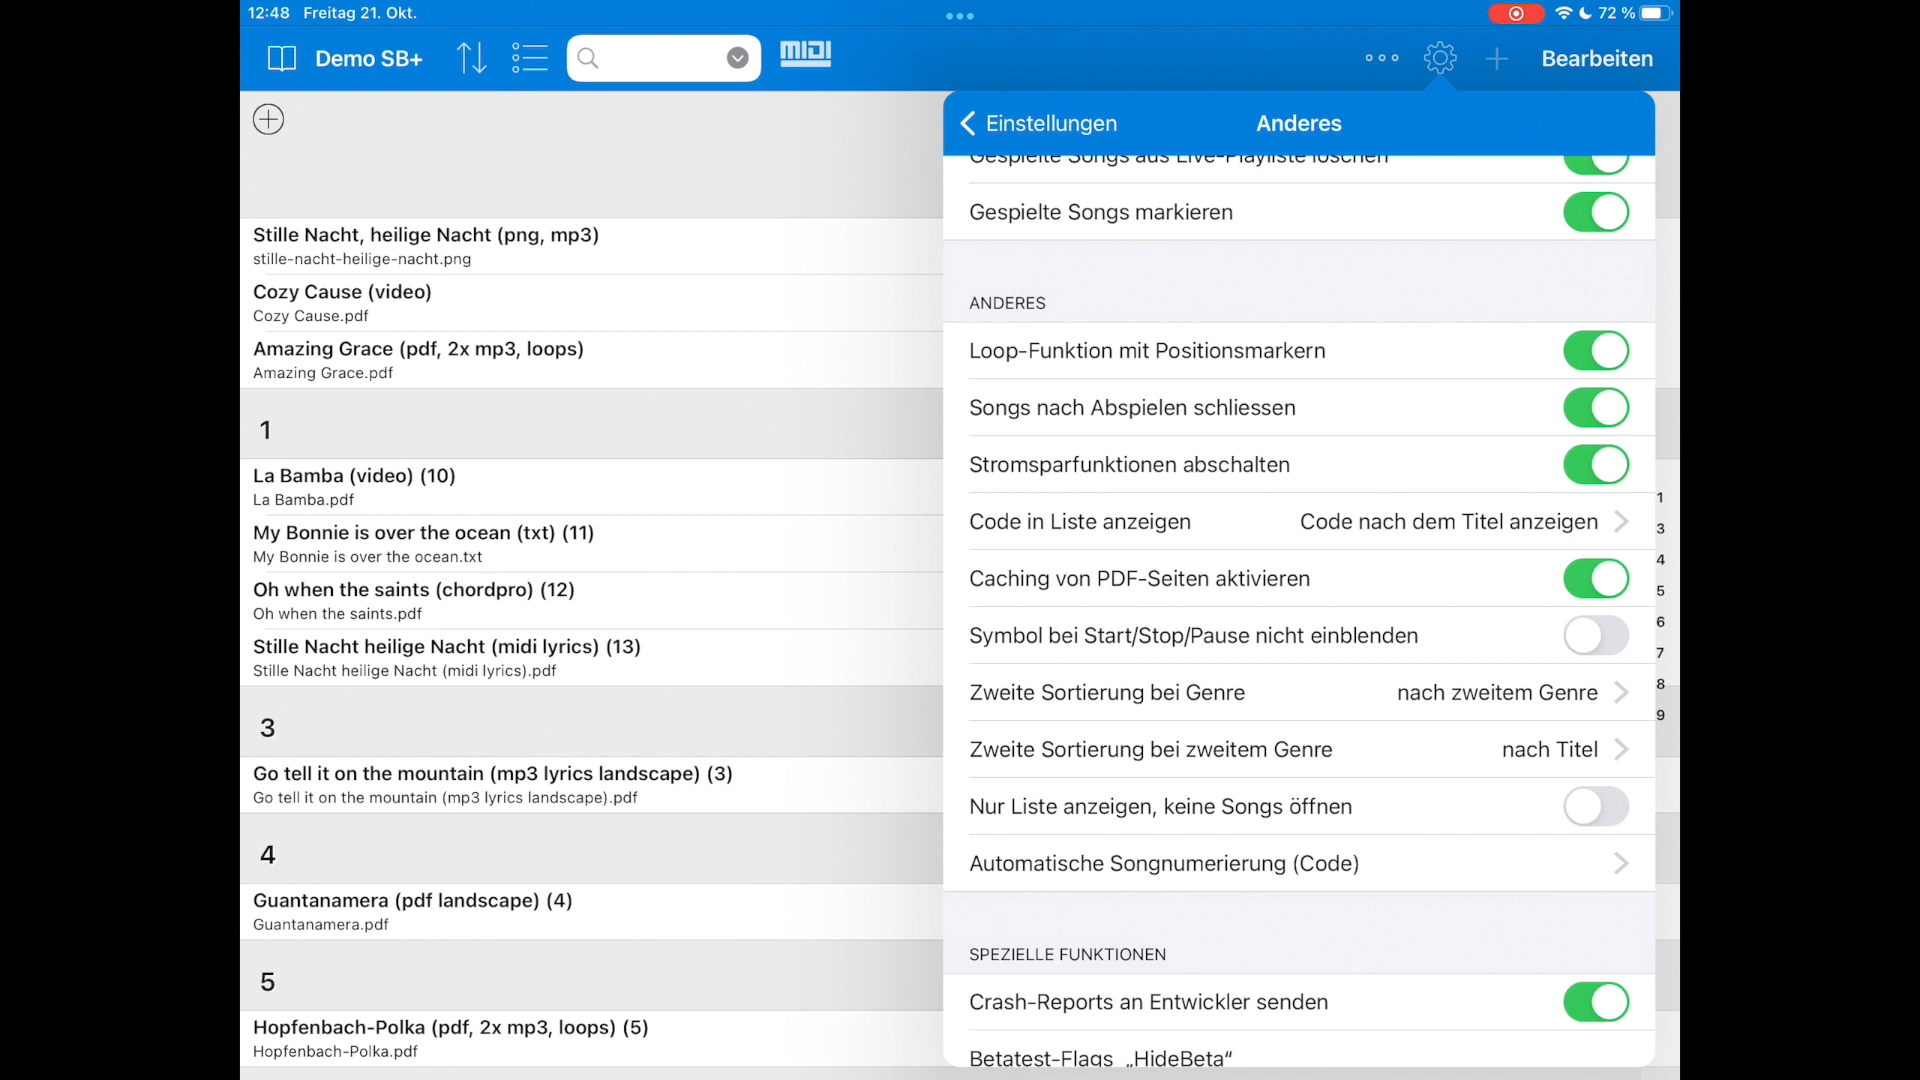 12:48 Freitag 21. Okt.
72 %
Demo SB+
MIDI
Bearbeiten
Einstellungen
Anderes
Gespielte Songs aus Live-Playliste löschen
Gespielte Songs markieren
ANDERES
Loop-Funktion mit Positionsmarkern
Songs nach Abspielen schliessen
Stromsparfunktionen abschalten
Code in Liste anzeigen Code nach dem Titel anzeigen
Caching von PDF-Seiten aktivieren
Symbol bei Start/Stop/Pause nicht einblenden
Zweite Sortierung bei Genre nach zweitem Genre
Zweite Sortierung bei zweitem Genre nach Titel
Nur Liste anzeigen, keine Songs öffnen
Automatische Songnumerierung (Code)
SPEZIELLE FUNKTIONEN
Crash-Reports an Entwickler senden
Betatest-Flags „HideBeta“
Stille Nacht, heilige Nacht (png, mp3)
stille-nacht-heilige-nacht.png
Cozy Cause (video)
Cozy Cause.pdf
Amazing Grace (pdf, 2x mp3, loops)
Amazing Grace.pdf
1
La Bamba (video) (10)
La Bamba.pdf
My Bonnie is over the ocean (txt) (11)
My Bonnie is over the ocean.txt
Oh when the saints (chordpro) (12)
Oh when the saints.pdf
Stille Nacht heilige Nacht (midi lyrics) (13)
Stille Nacht heilige Nacht (midi lyrics).pdf
3
Go tell it on the mountain (mp3 lyrics landscape) (3)
Go tell it on the mountain (mp3 lyrics landscape).pdf
4
Guantanamera (pdf landscape) (4)
Guantanamera.pdf
5
Hopfenbach-Polka (pdf, 2x mp3, loops) (5)
Hopfenbach-Polka.pdf
1
3
4
5
6
7
8
9